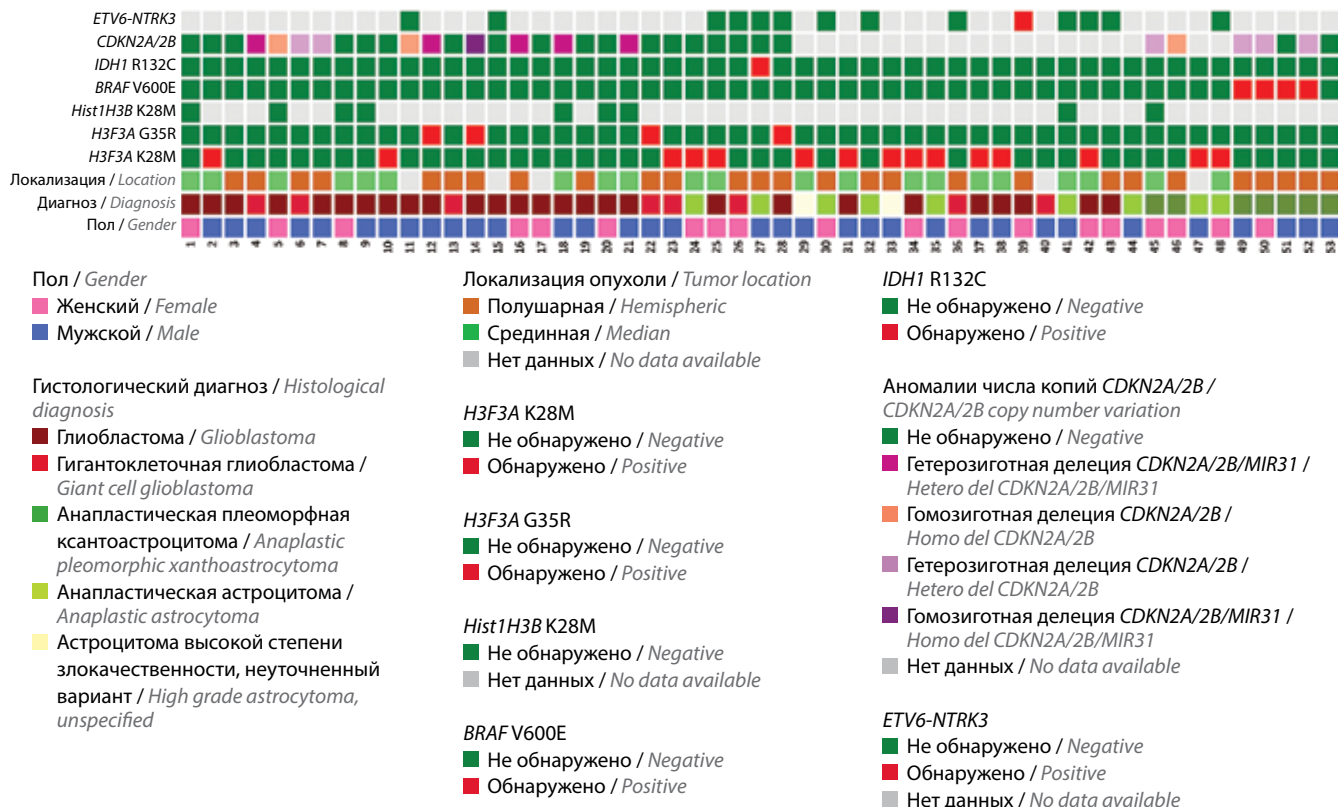 ETV6-NTRK3
CDKN2A/2B
IDH1 R132C
BRAF V600E
Hist1H3B K28M
H3F3A G35R
H3F3A K28M
Локализация / Location
Диагноз / Diagnosis
Пол / Gender
1 2 3 4 5 6 7 8 9 10 11 12 13 14 15 16 17 18 19 20 21 22 23 24 25 26 27 28 29 30 31 32 33 34 35 36 37 38 39 40 41 42 43 44 45 46 47 48 49 50 51 52 53
Пол / Gender
Женский / Female
Мужской / Male
Гистологический диагноз / Histological
diagnosis
Глиобластома / Glioblastoma
Гигантоклеточная глиобластома /
Giant cell glioblastoma
Анапластическая плеоморфная
ксантоастроцитома / Anaplastic
pleomorphic xanthoastrocytoma
Анапластическая астроцитома /
Anaplastic astrocytoma
Астроцитома высокой степени
злокачественности, неуточненный
вариант / High grade astrocytoma,
unspecified
Локализация опухоли / Tumor location
Полушарная / Hemispheric
Срединная / Median
Нет данных / No data available
H3F3A K28M
Не обнаружено / Negative
Обнаружено / Positive
H3F3A G35R
Не обнаружено / Negative
Обнаружено / Positive
Hist1H3B K28M
Не обнаружено / Negative
Нет данных / No data available
BRAF V600E
Не обнаружено / Negative
Обнаружено / Positive
IDH1 R132C
Не обнаружено / Negative
Обнаружено / Positive
Аномалии числа копий CDKN2A/2B /
CDKN2A/2B copy number variation
Не обнаружено / Negative
Гетерозиготная делеция CDKN2A/2B/MIR31 /
Hetero del CDKN2A/2B/MIR31
Гомозиготная делеция CDKN2A/2B /
Homo del CDKN2A/2B
Гетерозиготная делеция CDKN2A/2B /
Hetero del CDKN2A/2B
Гомозиготная делеция CDKN2A/2B/MIR31 /
Homo del CDKN2A/2B/MIR31
Нет данных / No data available
ETV6-NTRK3
Не обнаружено / Negative
Обнаружено / Positive
Нет данных / No data available